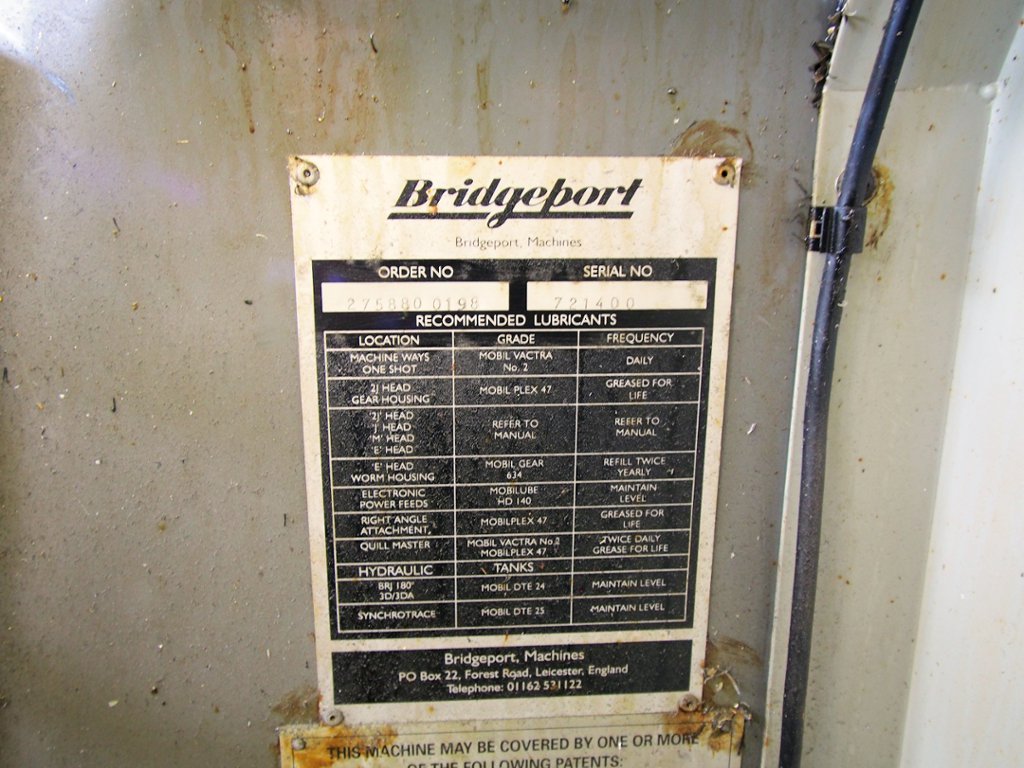 Bridgeport
Bridgeport, Machines
ORDER NO SERIAL NO
275880 0198 721400
RECOMMENDED LUBRICANTS
LOCATION GRADE FREQUENCY
MACHINE WAYS ONE SHOT MOBIL VACTRA No. 2 DAILY
2J HEAD GEAR HOUSING MOBIL PLEX 47 GREASED FOR LIFE
'2J' HEAD
'J' HEAD
'M' HEAD
'E' HEAD
REFER TO MANUAL REFER TO MANUAL
'E' HEAD WORM HOUSING MOBIL GEAR 634 REFILL TWICE YEARLY
ELECTRONIC POWER FEEDS MOBILUBE HD 140 MAINTAIN LEVEL
RIGHT ANGLE ATTACHMENT, MOBILPLEX 47 GREASED FOR LIFE
QUILL MASTER MOBIL VACTRA No.2 MOBILPLEX 47 TWICE DAILY GREASE FOR LIFE
HYDRAULIC TANKS
BRJ 180° 3D/3DA MOBIL DTE 24 MAINTAIN LEVEL
SYNCHROTRACE MOBIL DTE 25 MAINTAIN LEVEL
Bridgeport, Machines
PO Box 22, Forest Road, Leicester, England
Telephone: 01162 531122
THIS MACHINE MAY BE COVERED BY ONE OR MORE
OF THE FOLLOWING PATENTS: